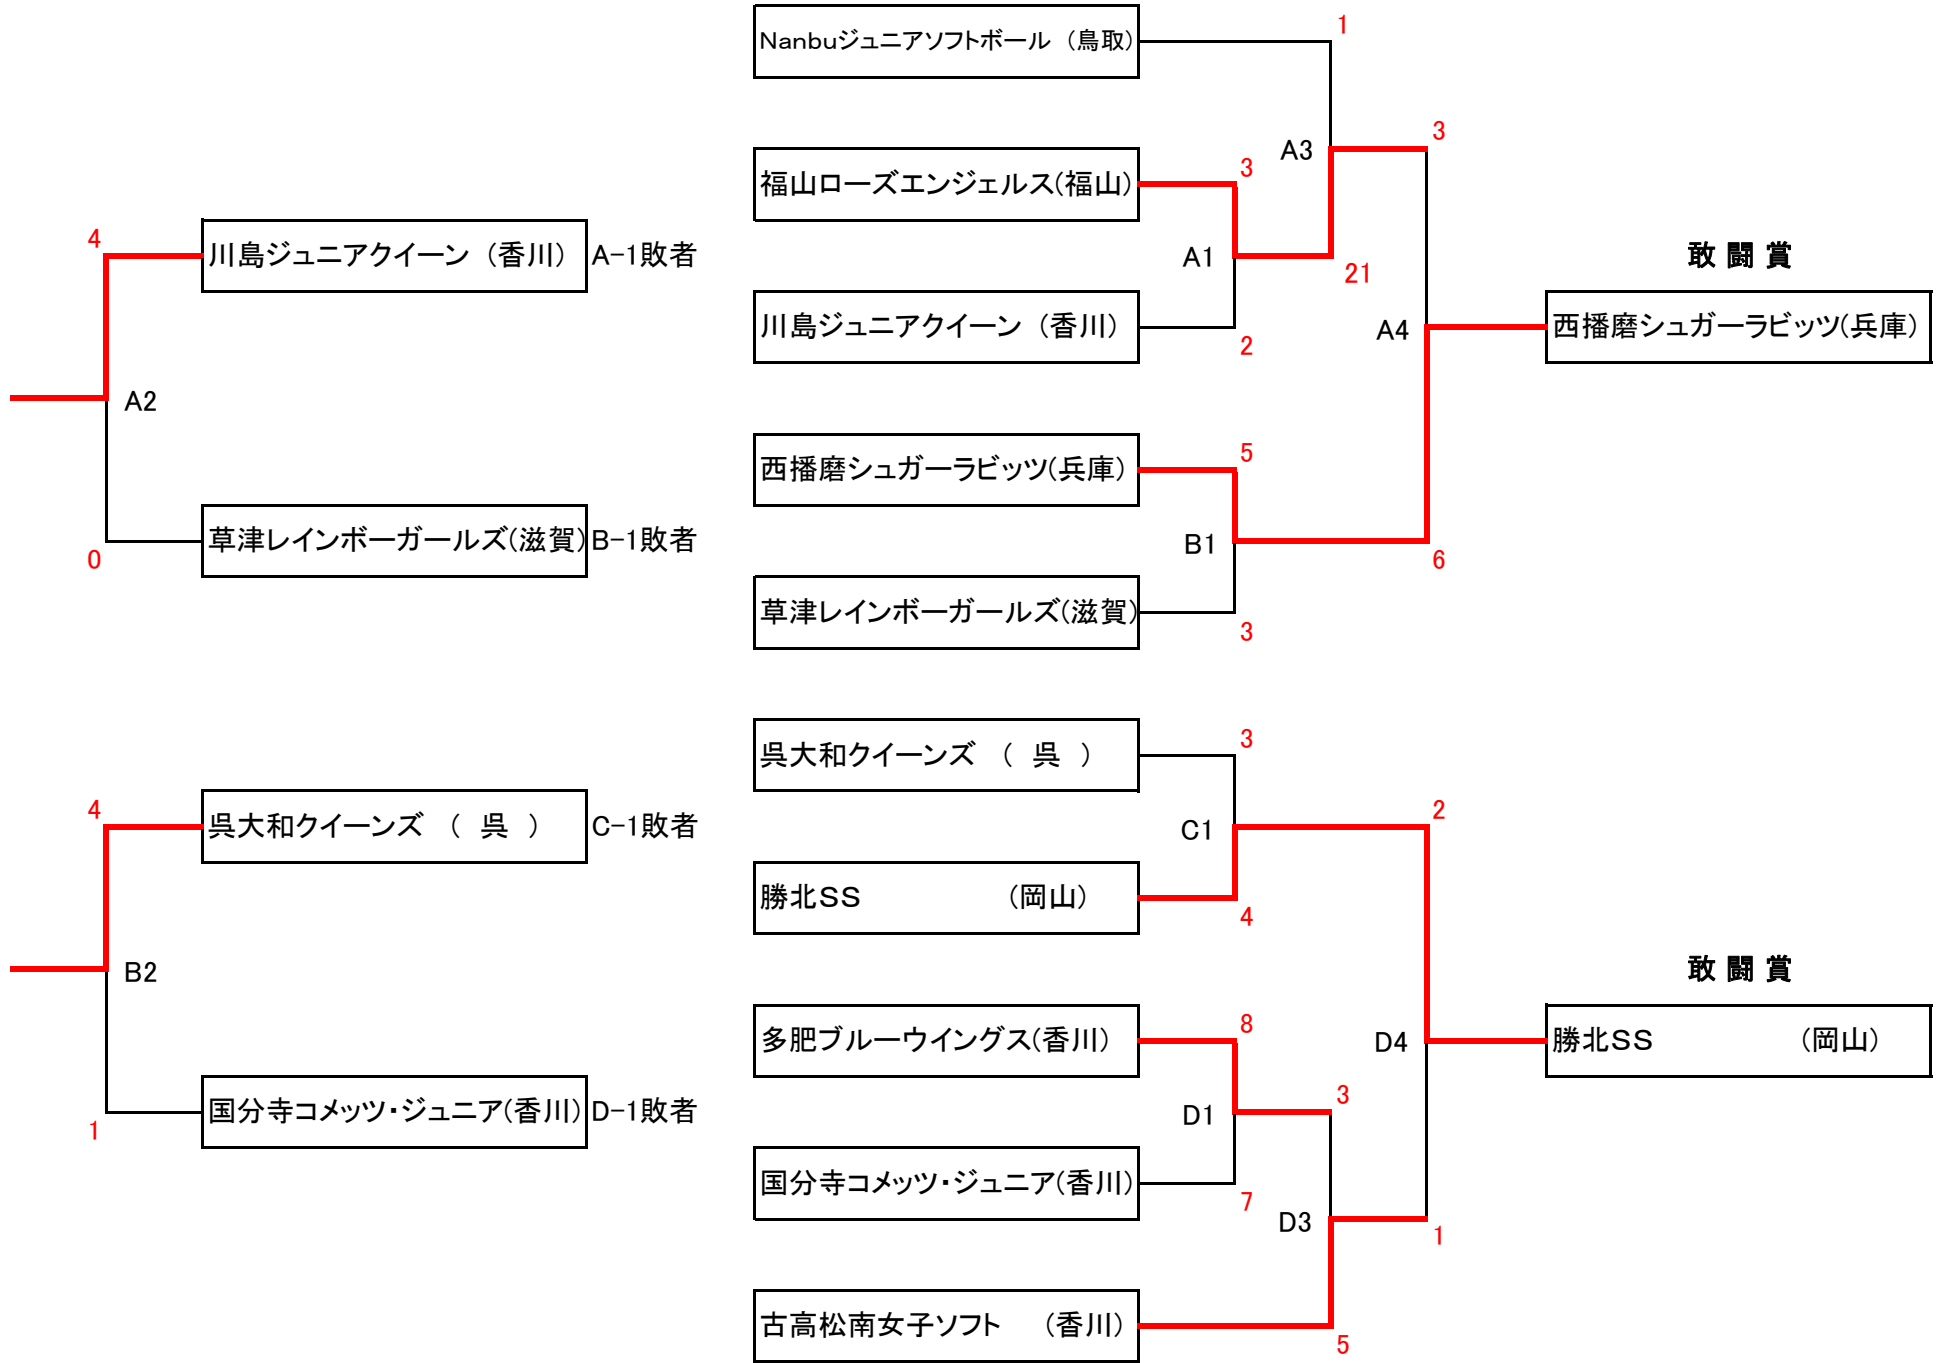 1
Nanbuジュニアソフトボール (鳥取)
3
A3
3
福山ローズエンジェルス(福山)
4
川島ジュニアクイーン (香川)
A-1敗者
A1
21
敢 闘 賞
川島ジュニアクイーン (香川)
2
A4
西播磨シュガーラビッツ(兵庫)
A2
5
西播磨シュガーラビッツ(兵庫)
草津レインボーガールズ(滋賀)
B-1敗者
B1
0
6
草津レインボーガールズ(滋賀)
3
呉大和クイーンズ ( 呉 )
3
4
2
呉大和クイーンズ ( 呉 )
C-1敗者
C1
勝北SS (岡山)
4
B2
敢 闘 賞
8
多肥ブルーウイングス(香川)
D4
勝北SS (岡山)
3
国分寺コメッツ・ジュニア(香川)
D-1敗者
D1
1
国分寺コメッツ・ジュニア(香川)
7
D3
1
古高松南女子ソフト (香川)
5